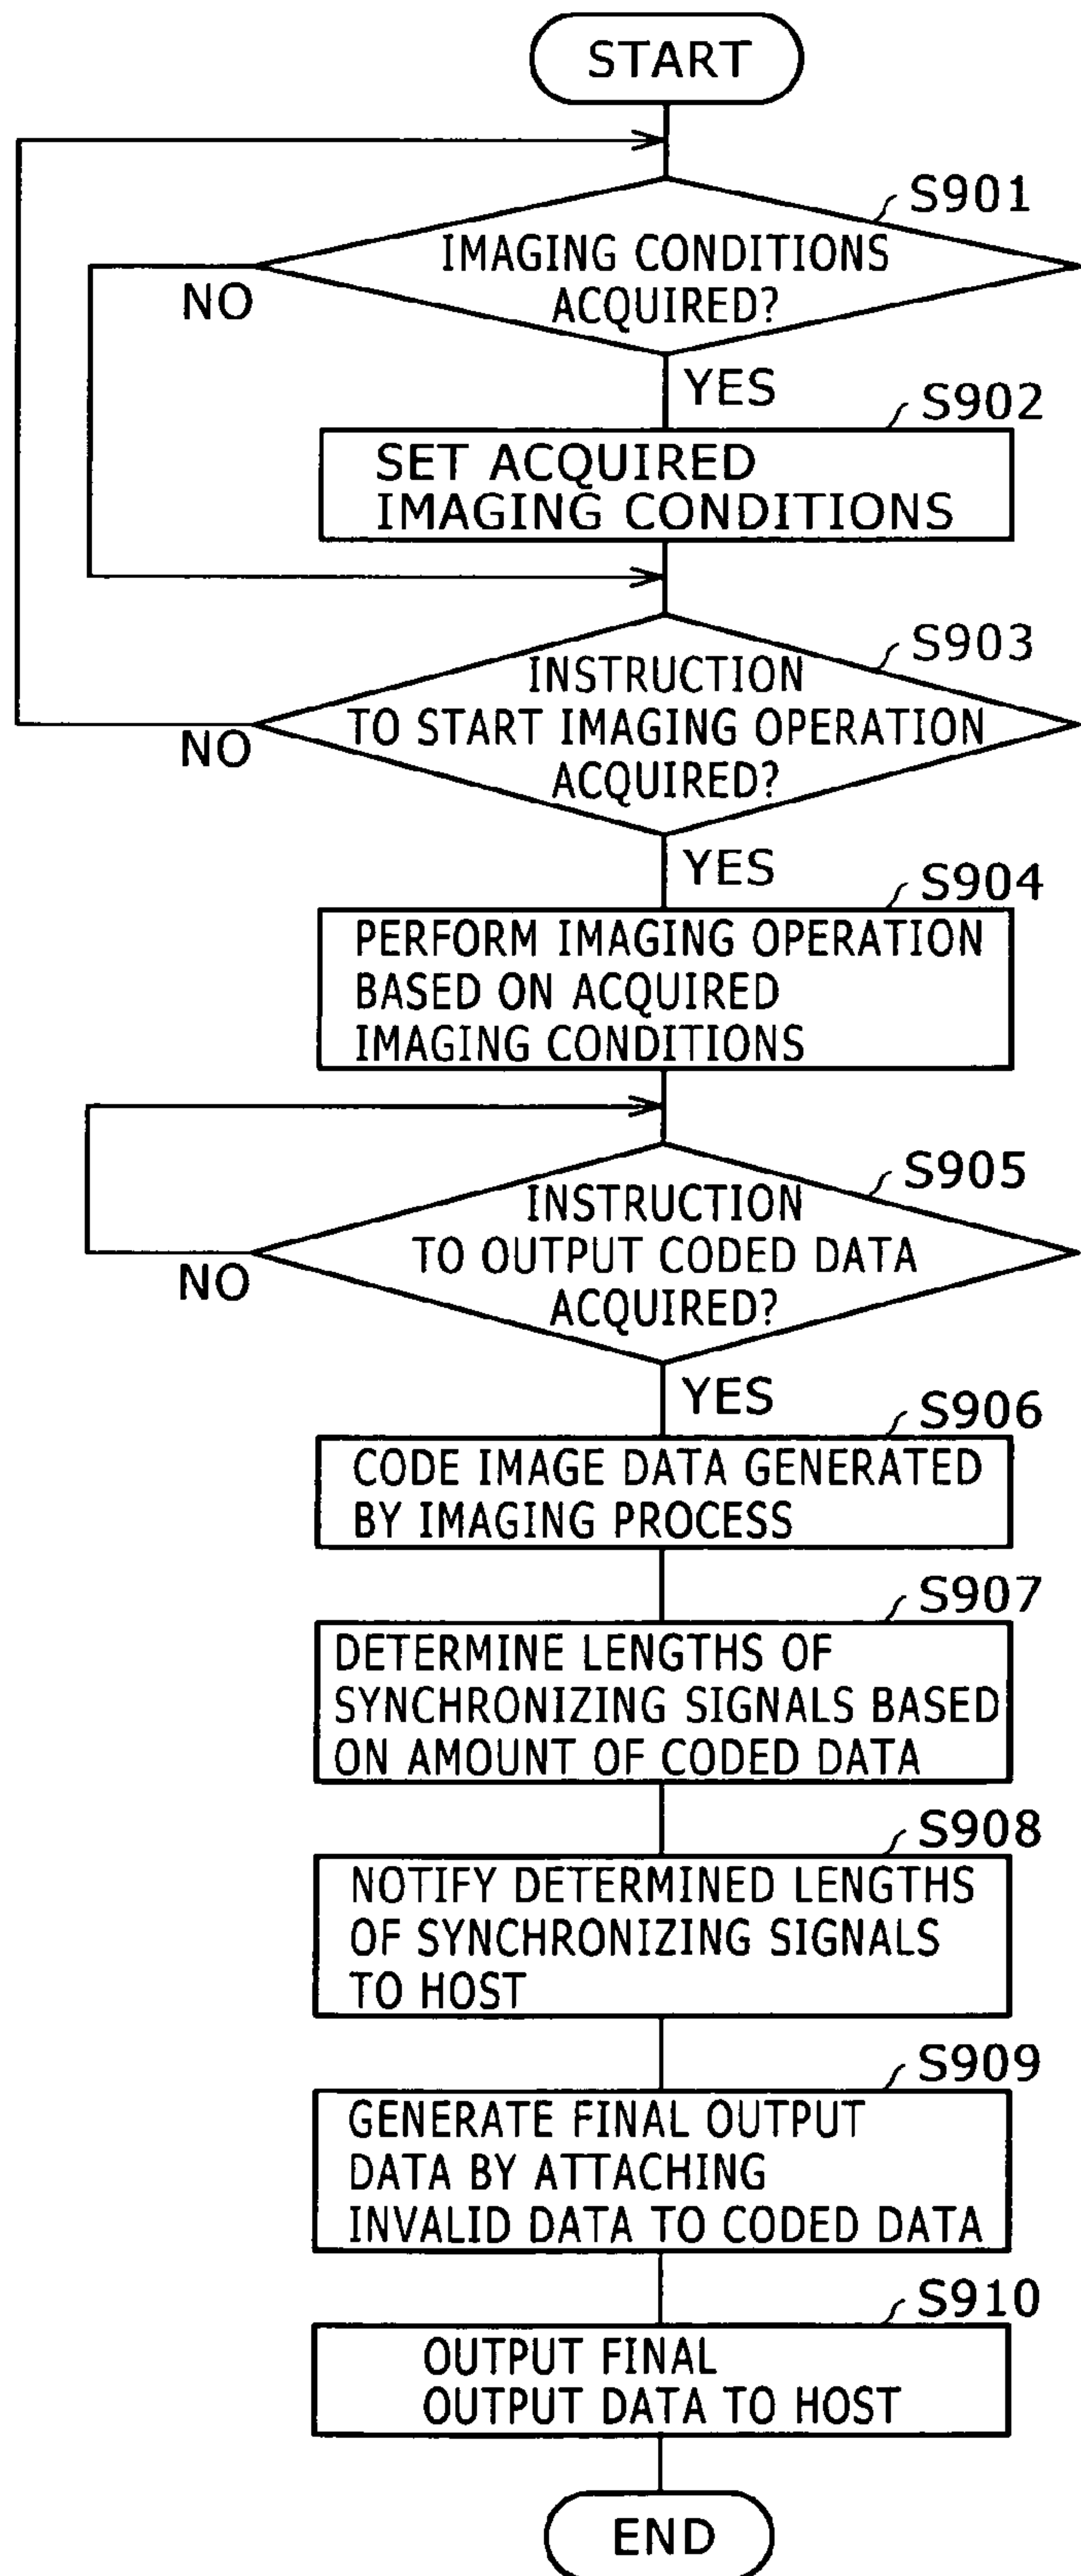 START
S901
IMAGING CONDITIONS
ACQUIRED?
NO
YES
S902
SET ACQUIRED
IMAGING CONDITIONS
S903
INSTRUCTION
TO START IMAGING OPERATION
ACQUIRED?
NO
YES
S904
PERFORM IMAGING OPERATION
BASED ON ACQUIRED
IMAGING CONDITIONS
S905
INSTRUCTION
TO OUTPUT CODED DATA
ACQUIRED?
NO
YES
S906
CODE IMAGE DATA GENERATED
BY IMAGING PROCESS
S907
DETERMINE LENGTHS OF
SYNCHRONIZING SIGNALS BASED
ON AMOUNT OF CODED DATA
S908
NOTIFY DETERMINED LENGTHS
OF SYNCHRONIZING SIGNALS
TO HOST
S909
GENERATE FINAL OUTPUT
DATA BY ATTACHING
INVALID DATA TO CODED DATA
S910
OUTPUT FINAL
OUTPUT DATA TO HOST
END